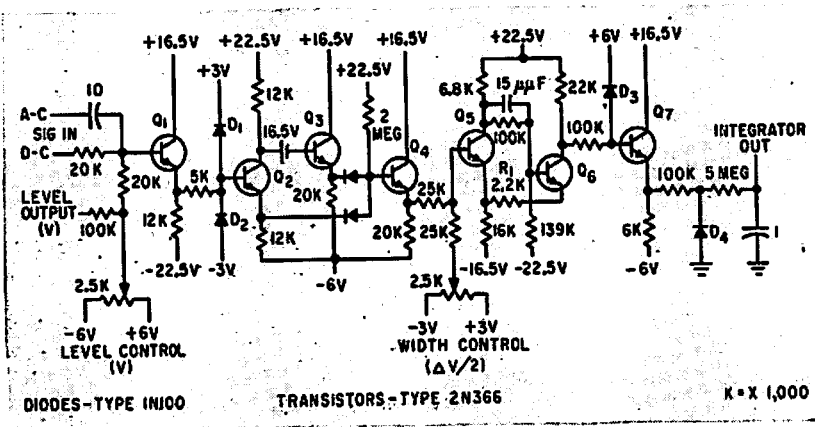 +16.5V +22.5V +16.5V +16.5V +22.5V +6V +16.5V
+3V +22.5V
10 12K 6.8K 15 μμF 22K D3
A-C Q1 D1 Q3 2 MEG Q5 Q7
SIG IN 16.5V 100K 100K INTEGRATOR OUT
D-C Q4
20K 5K Q2 R1 Q6 100K 5 MEG
20K 20K 25K 2.2K
LEVEL OUTPUT (V)
100K 12K D2 12K 20K 25K 16K 139K 6K D4 1
-22.5V -3V -6V -16.5V -22.5V -6V
2.5K 2.5K
-6V +6V -3V +3V
LEVEL CONTROL (V)
WIDTH CONTROL (ΔV/2)
DIODES-TYPE 1N100 TRANSISTORS-TYPE 2N366 K=X 1,000